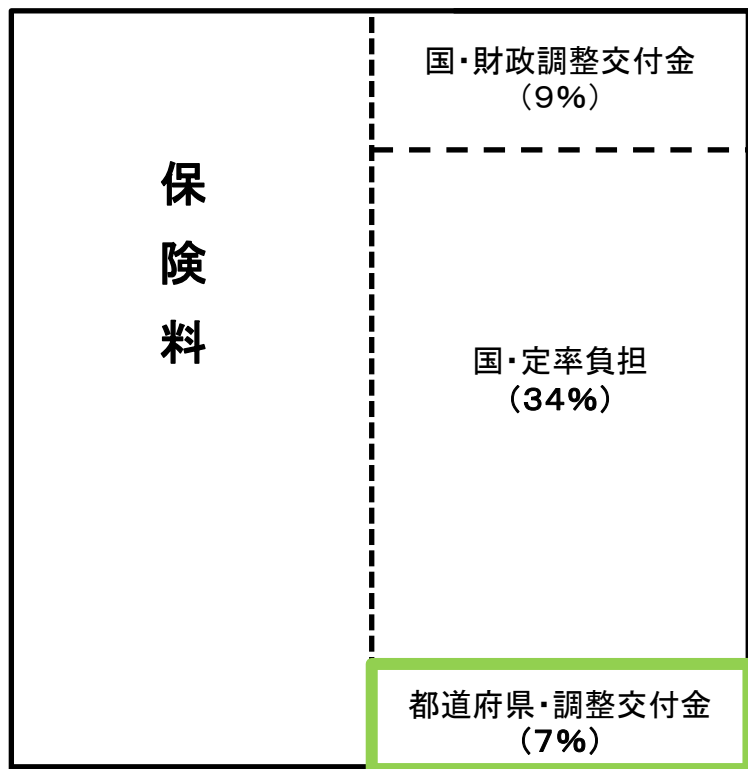 保
険
料
国・財政調整交付金
(9%)
国・定率負担
(34%)
都道府県・調整交付金
(7%)